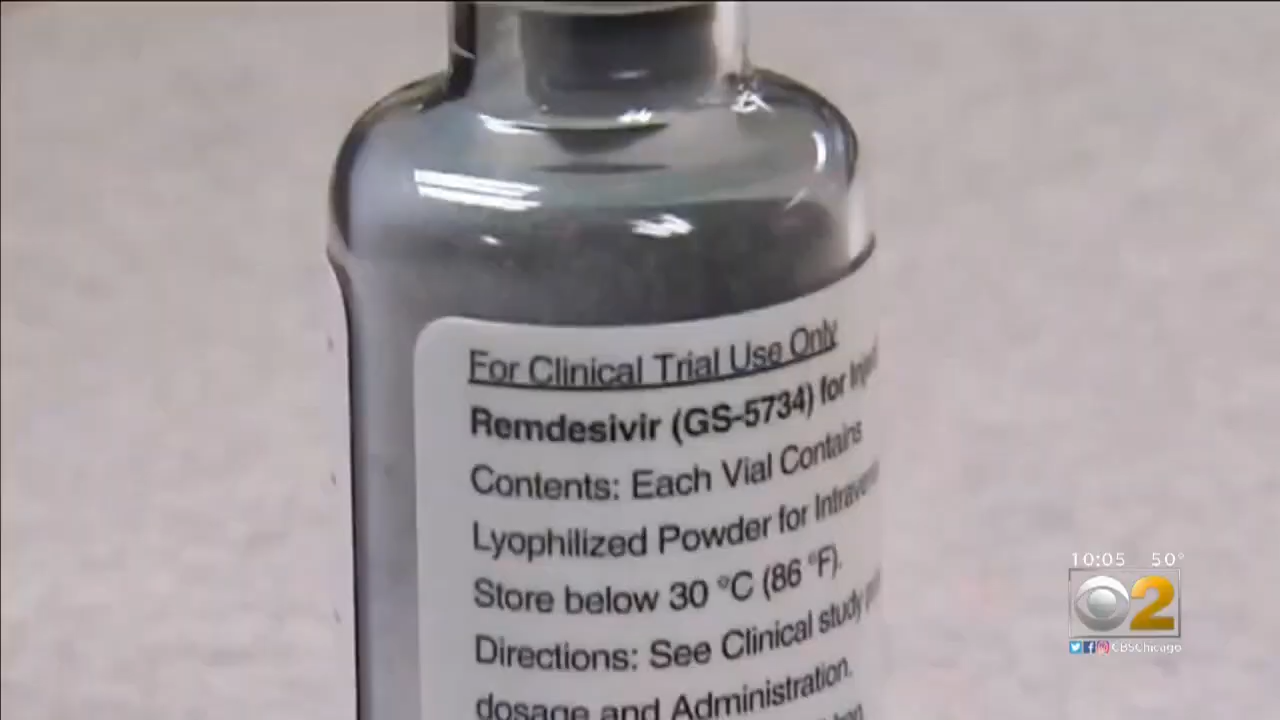 For Clinical Trial Use Only
Remdesivir (GS-5734) for
Contents: Each Vial Contains
Lyophilized Powder for
Store below 30 °C (86 °F).
Directions: See Clinical study
dosage and Administration.
10:05 50°
2
CBSChicago